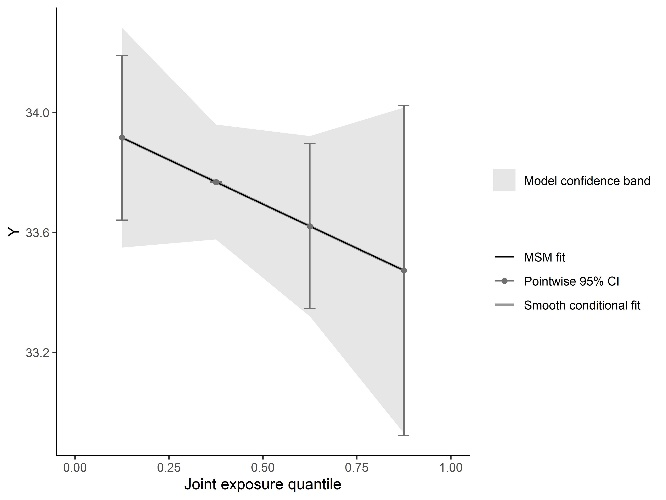 34.0
33.6
33.2
Y
0.00 0.25 0.50 0.75 1.00
Joint exposure quantile
Model confidence band
MSM fit
Pointwise 95% CI
Smooth conditional fit